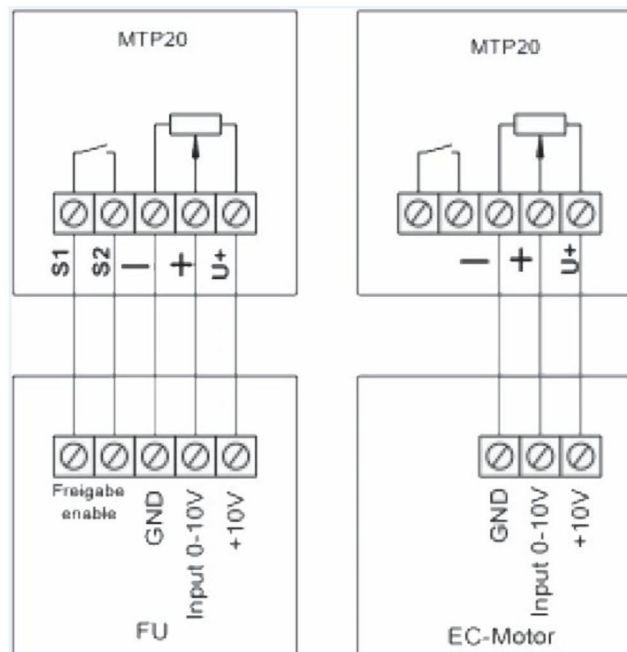 MTP20
S1 S2 — + U+
Freigabe
enable
GND
Input 0-10V
+10V
FU
MTP20
— + U+
GND
Input 0-10V
+10V
EC-Motor